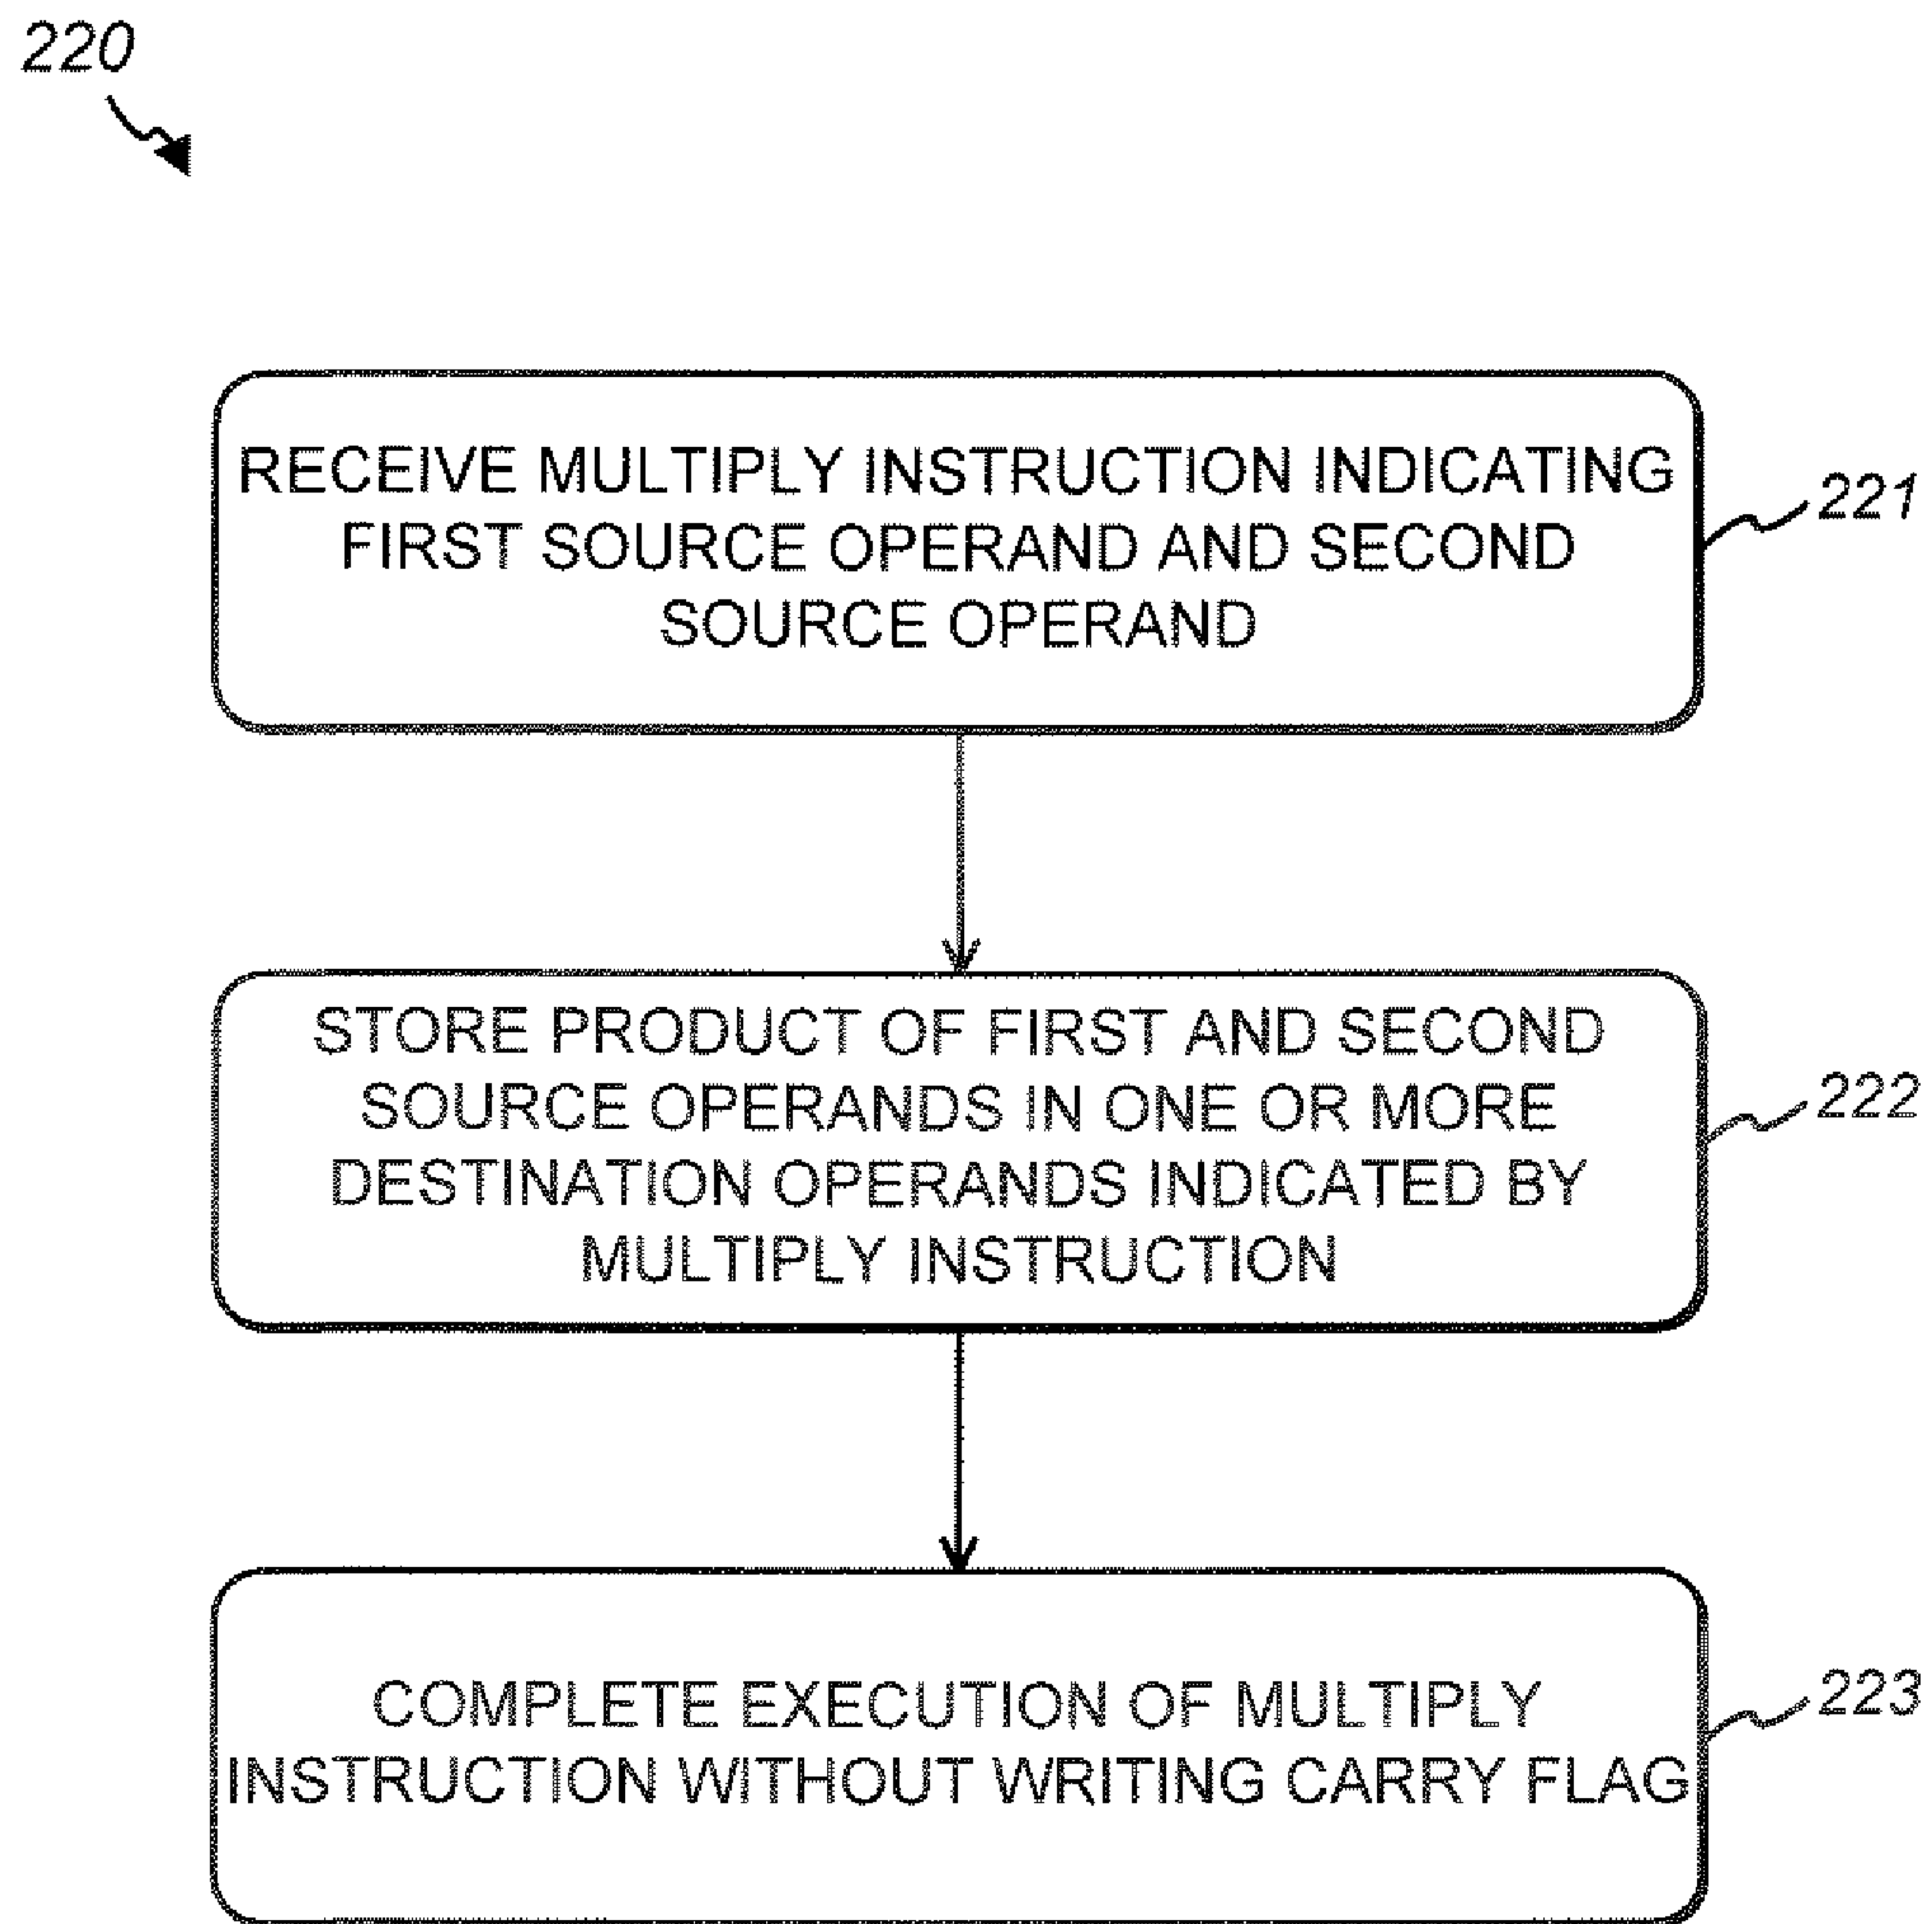 220
RECEIVE MULTIPLY INSTRUCTION INDICATING
FIRST SOURCE OPERAND AND SECOND
SOURCE OPERAND
221
STORE PRODUCT OF FIRST AND SECOND
SOURCE OPERANDS IN ONE OR MORE
DESTINATION OPERANDS INDICATED BY
MULTIPLY INSTRUCTION
222
COMPLETE EXECUTION OF MULTIPLY
INSTRUCTION WITHOUT WRITING CARRY FLAG
223